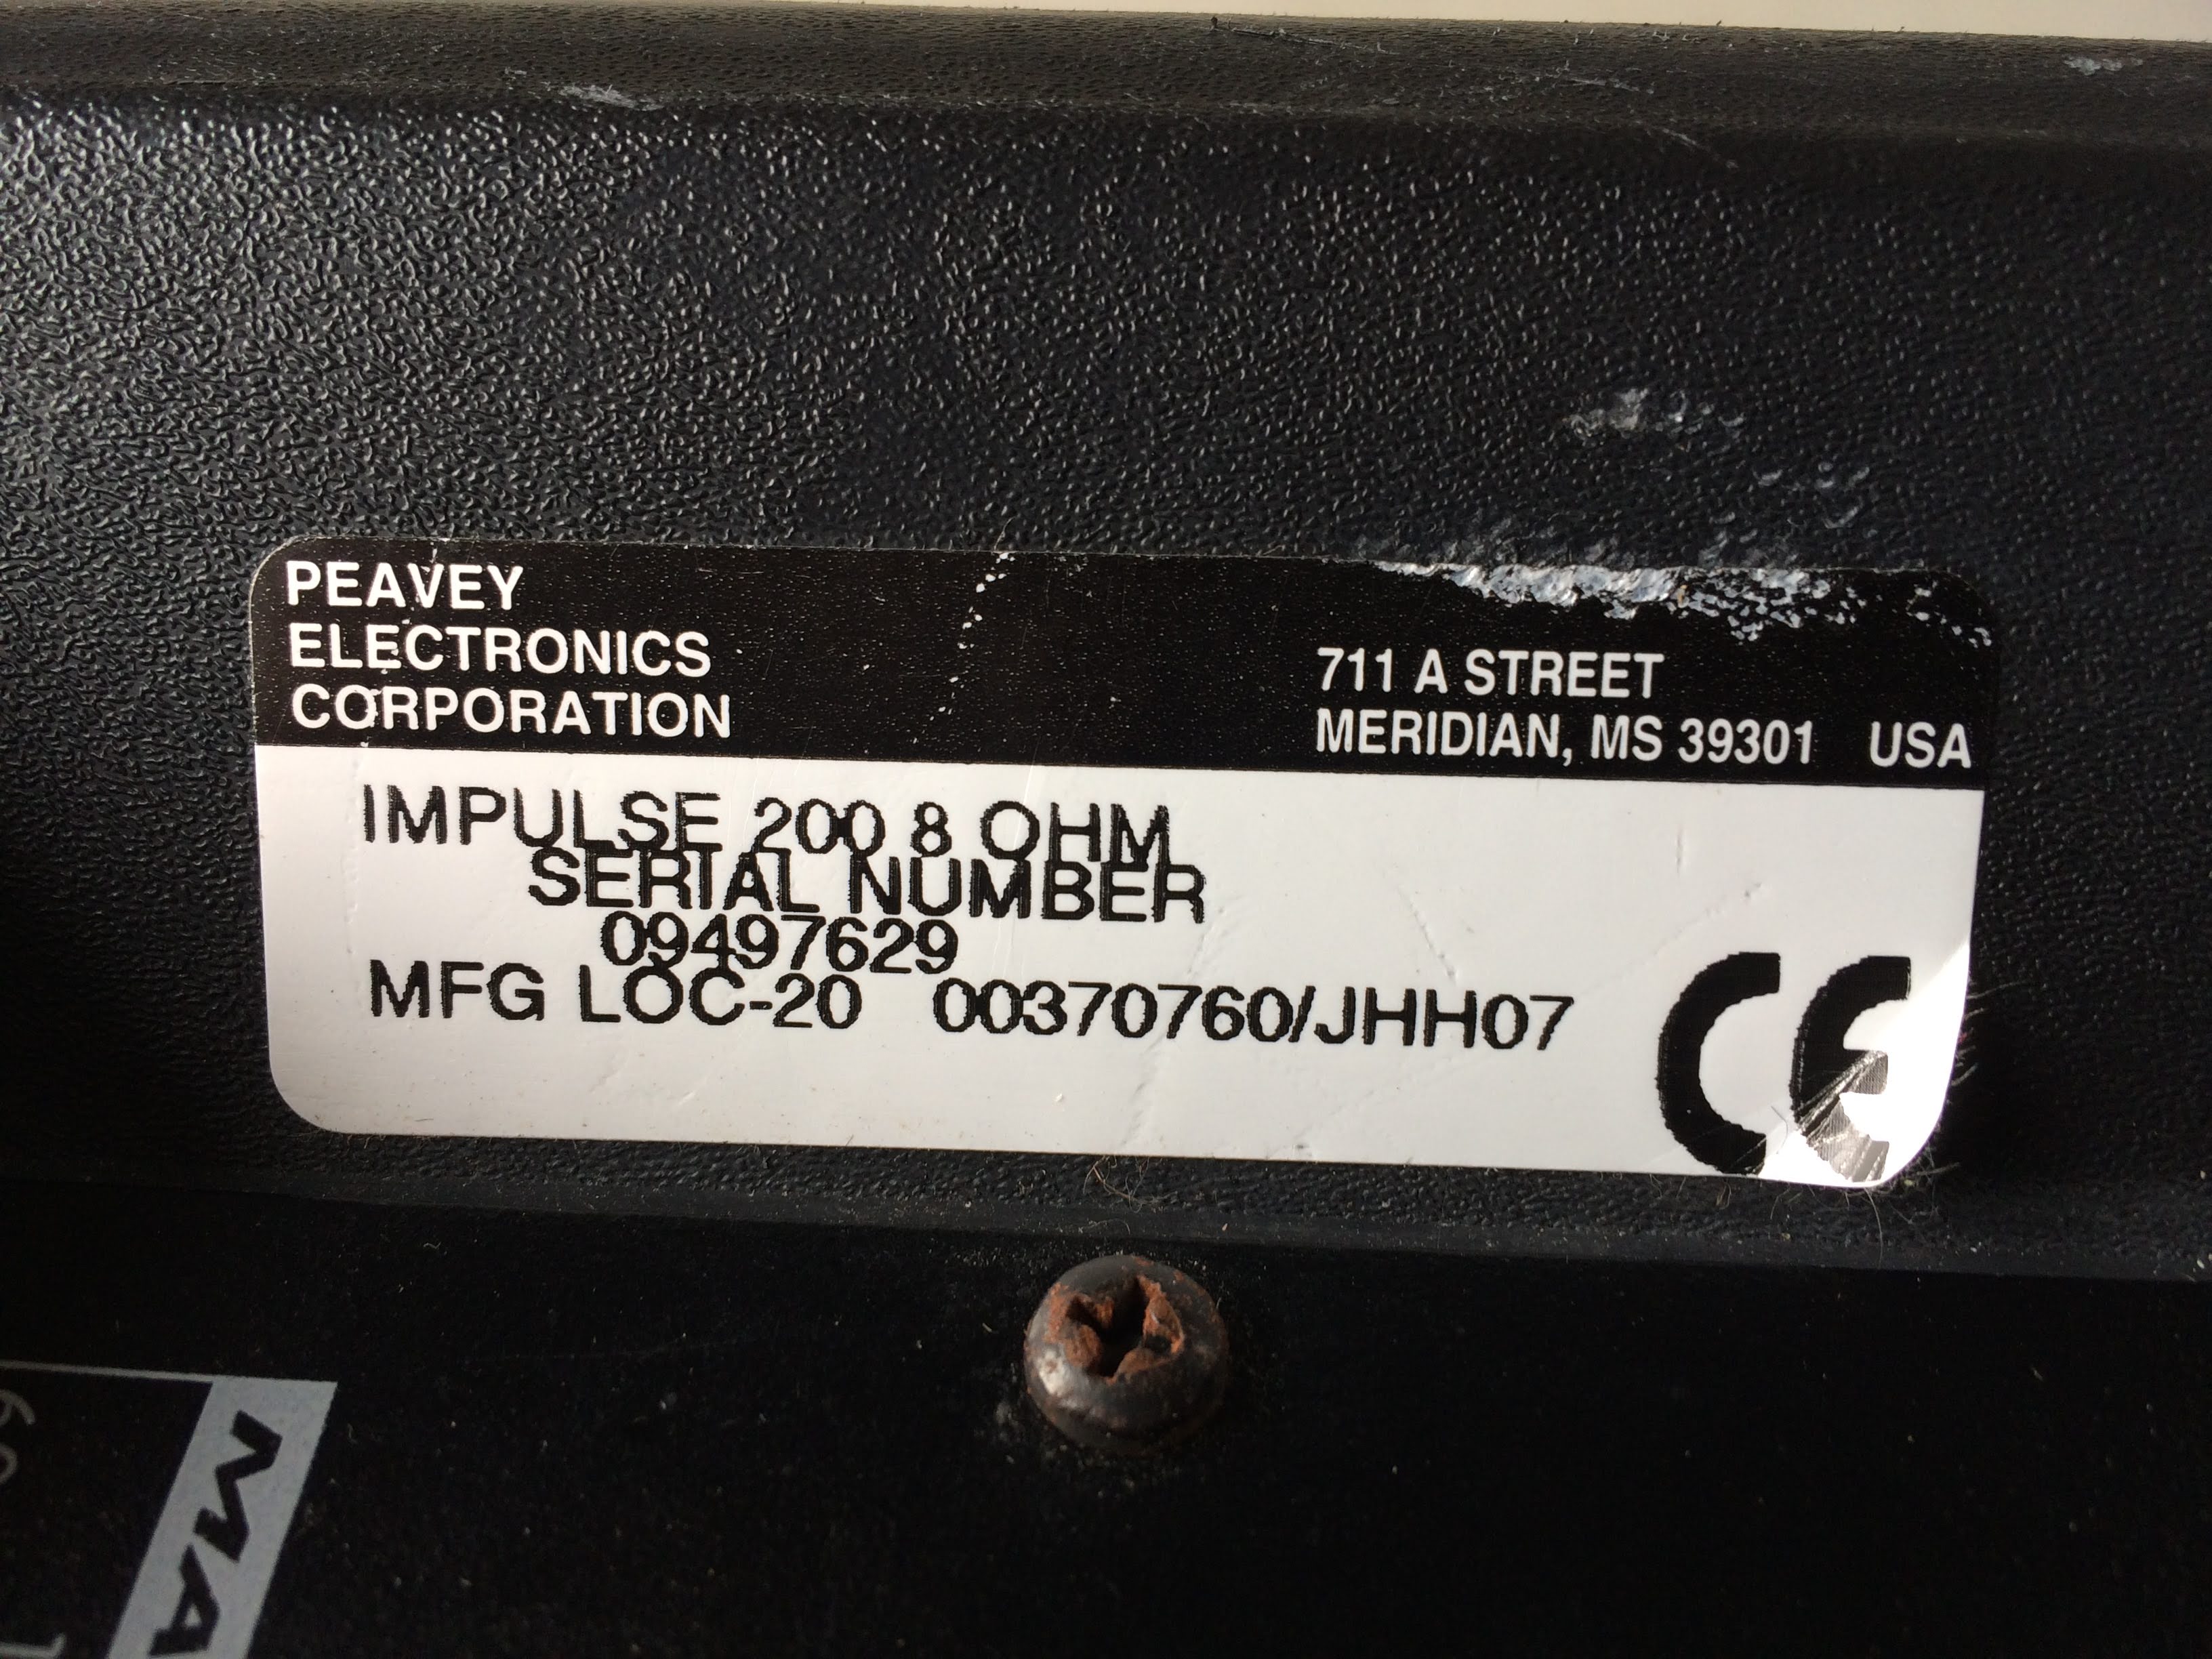 PEAVEY
ELECTRONICS
CORPORATION
711 A STREET
MERIDIAN, MS 39301 USA
IMPULSE 200 8 OHM
SERIAL NUMBER
09497629
MFG LOC-20 00370760/JHH07
CE
MA